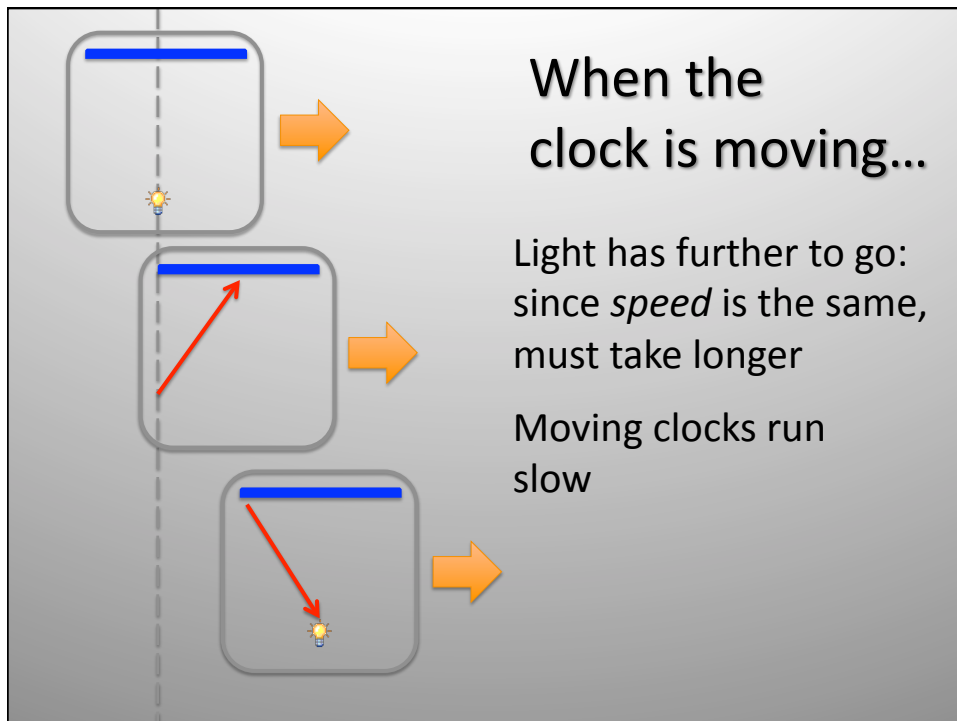 When the
clock is moving…
Light has further to go:
since speed is the same,
must take longer
Moving clocks run
slow